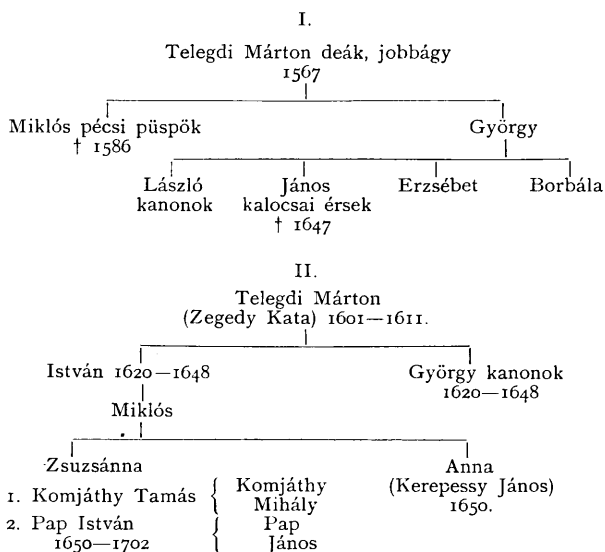 I.
Telegdi Márton deák, jobbágy
1567
Miklós pécsi püspök
† 1586
György
László
kanonok
János
kalocsai érsek
† 1647
Erzsébet
Borbála
II.
Telegdi Márton
(Zegedy Kata) 1601—1611.
István 1620—1648
György kanonok
1620—1648
Miklós
Zsuzsánna
Anna
(Kerepessy János)
1650.
1. Komjáthy Tamás { Komjáthy
Mihály
2. Pap István { Pap
1650—1702 János